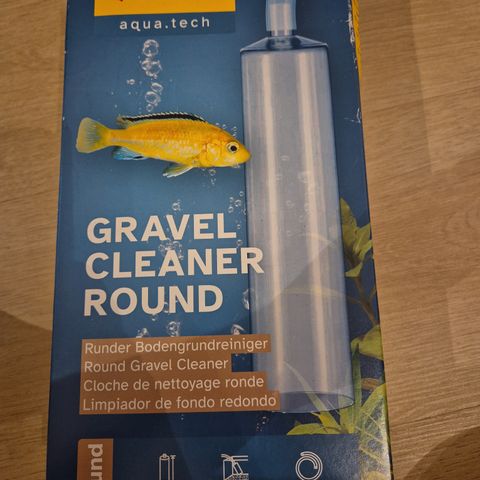 aqua.tech
GRAVEL
CLEANER
ROUND
Runder Bodengrundreiniger
Round Gravel Cleaner
Cloche de nettoyage ronde
Limpiador de fondo redondo